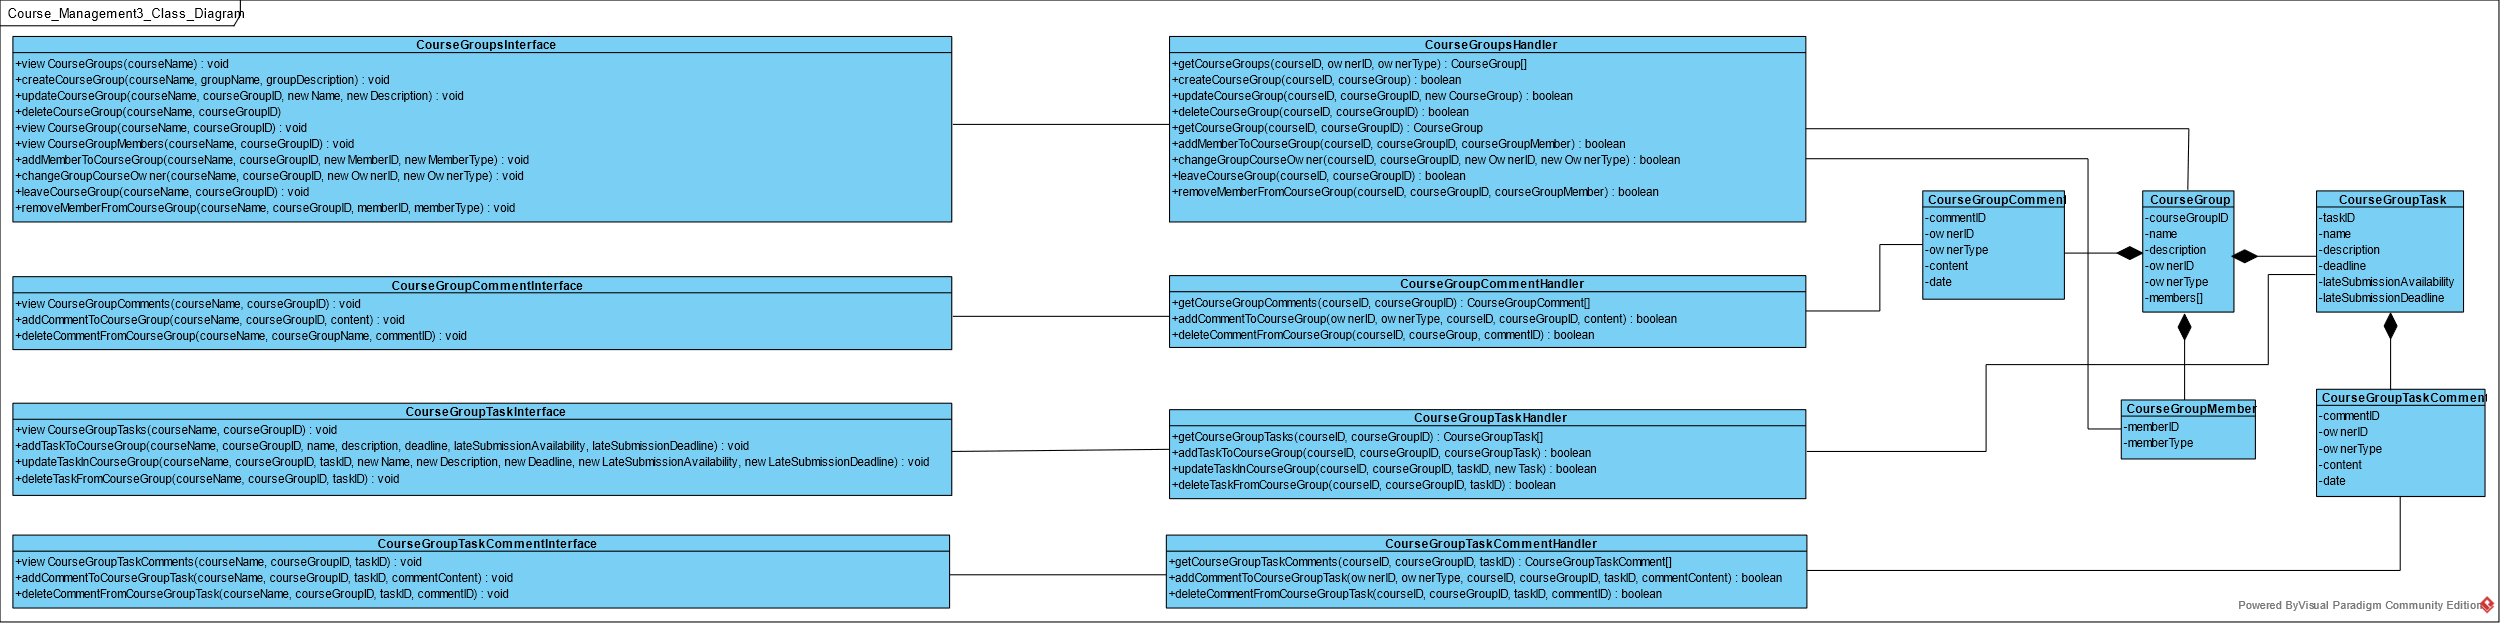 Course_Management3_Class_Diagram
CourseGroupsInterface
+viewCourseGroups(courseName) : void
+createCourseGroup(courseName, groupName, groupDescription) : void
+updateCourseGroup(courseName, courseGroupID, newName, newDescription) : void
+deleteCourseGroup(courseName, courseGroupID)
+viewCourseGroup(courseName, courseGroupID) : void
+viewCourseGroupMembers(courseName, courseGroupID) : void
+addMemberToCourseGroup(courseName, courseGroupID, newMemberID, newMemberType) : void
+changeGroupCourseOwner(courseName, courseGroupID, newOwnerID, newOwnerType) : void
+leaveCourseGroup(courseName, courseGroupID) : void
+removeMemberFromCourseGroup(courseName, courseGroupID, memberID, memberType) : void
CourseGroupsHandler
+getCourseGroups(courseID, ownerID, ownerType) : CourseGroup[]
+createCourseGroup(courseID, courseGroup) : boolean
+updateCourseGroup(courseID, courseGroupID, newCourseGroup) : boolean
+deleteCourseGroup(courseID, courseGroupID) : boolean
+getCourseGroup(courseID, courseGroupID) : CourseGroup
+addMemberToCourseGroup(courseID, courseGroupID, courseGroupMember) : boolean
+changeGroupCourseOwner(courseID, courseGroupID, newOwnerID, newOwnerType) : boolean
+leaveCourseGroup(courseID, courseGroupID) : boolean
+removeMemberFromCourseGroup(courseID, courseGroupID, courseGroupMember) : boolean
CourseGroupComment
-commentID
-ownerID
-ownerType
-content
-date
CourseGroup
-courseGroupID
-name
-description
-ownerID
-ownerType
-members[]
CourseGroupTask
-taskID
-name
-description
-deadline
-lateSubmissionAvailability
-lateSubmissionDeadline
CourseGroupCommentInterface
+viewCourseGroupComments(courseName, courseGroupID) : void
+addCommentToCourseGroup(courseName, courseGroupID, content) : void
+deleteCommentFromCourseGroup(courseName, courseGroupName, commentID) : void
CourseGroupCommentHandler
+getCourseGroupComments(courseID, courseGroupID) : CourseGroupComment[]
+addCommentToCourseGroup(ownerID, ownerType, courseID, courseGroupID, content) : boolean
+deleteCommentFromCourseGroup(courseID, courseGroup, commentID) : boolean
CourseGroupTaskInterface
+viewCourseGroupTasks(courseName, courseGroupID) : void
+addTaskToCourseGroup(courseName, courseGroupID, name, description, deadline, lateSubmissionAvailability, lateSubmissionDeadline) : void
+updateTaskInCourseGroup(courseName, courseGroupID, taskID, newName, newDescription, newDeadline, newLateSubmissionAvailability, newLateSubmissionDeadline) : void
+deleteTaskFromCourseGroup(courseName, courseGroupID, taskID) : void
CourseGroupTaskHandler
+getCourseGroupTasks(courseID, courseGroupID) : CourseGroupTask[]
+addTaskToCourseGroup(courseID, courseGroupID, courseGroupTask) : boolean
+updateTaskInCourseGroup(courseID, courseGroupID, taskID, newTask) : boolean
+deleteTaskFromCourseGroup(courseID, courseGroupID, taskID) : boolean
CourseGroupMember
-memberID
-memberType
CourseGroupTaskComment
-commentID
-ownerID
-ownerType
-content
-date
CourseGroupTaskCommentInterface
+viewCourseGroupTaskComments(courseName, courseGroupID, taskID) : void
+addCommentToCourseGroupTask(courseName, courseGroupID, taskID, commentContent) : void
+deleteCommentFromCourseGroupTask(courseName, courseGroupID, taskID, commentID) : void
CourseGroupTaskCommentHandler
+getCourseGroupTaskComments(courseID, courseGroupID, taskID) : CourseGroupTaskComment[]
+addCommentToCourseGroupTask(ownerID, ownerType, courseID, courseGroupID, taskID, commentContent) : boolean
+deleteCommentFromCourseGroupTask(courseID, courseGroupID, taskID, commentID) : boolean
Powered ByVisual Paradigm Community Edition